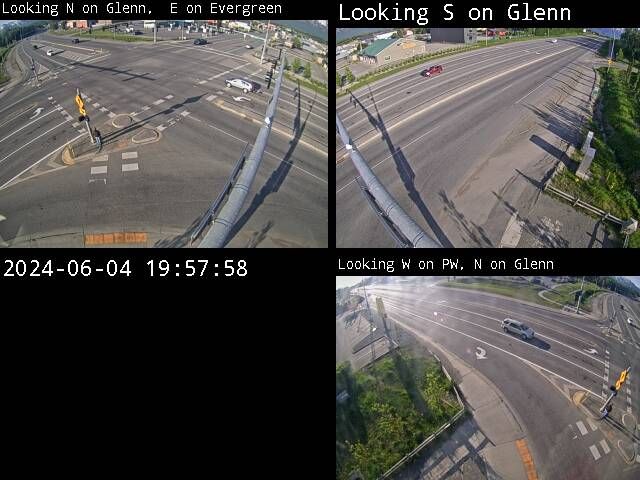 Looking N on Glenn,  E on Evergreen
Looking S on Glenn
2024-06-04 19:57:58
Looking W on PW, N on Glenn